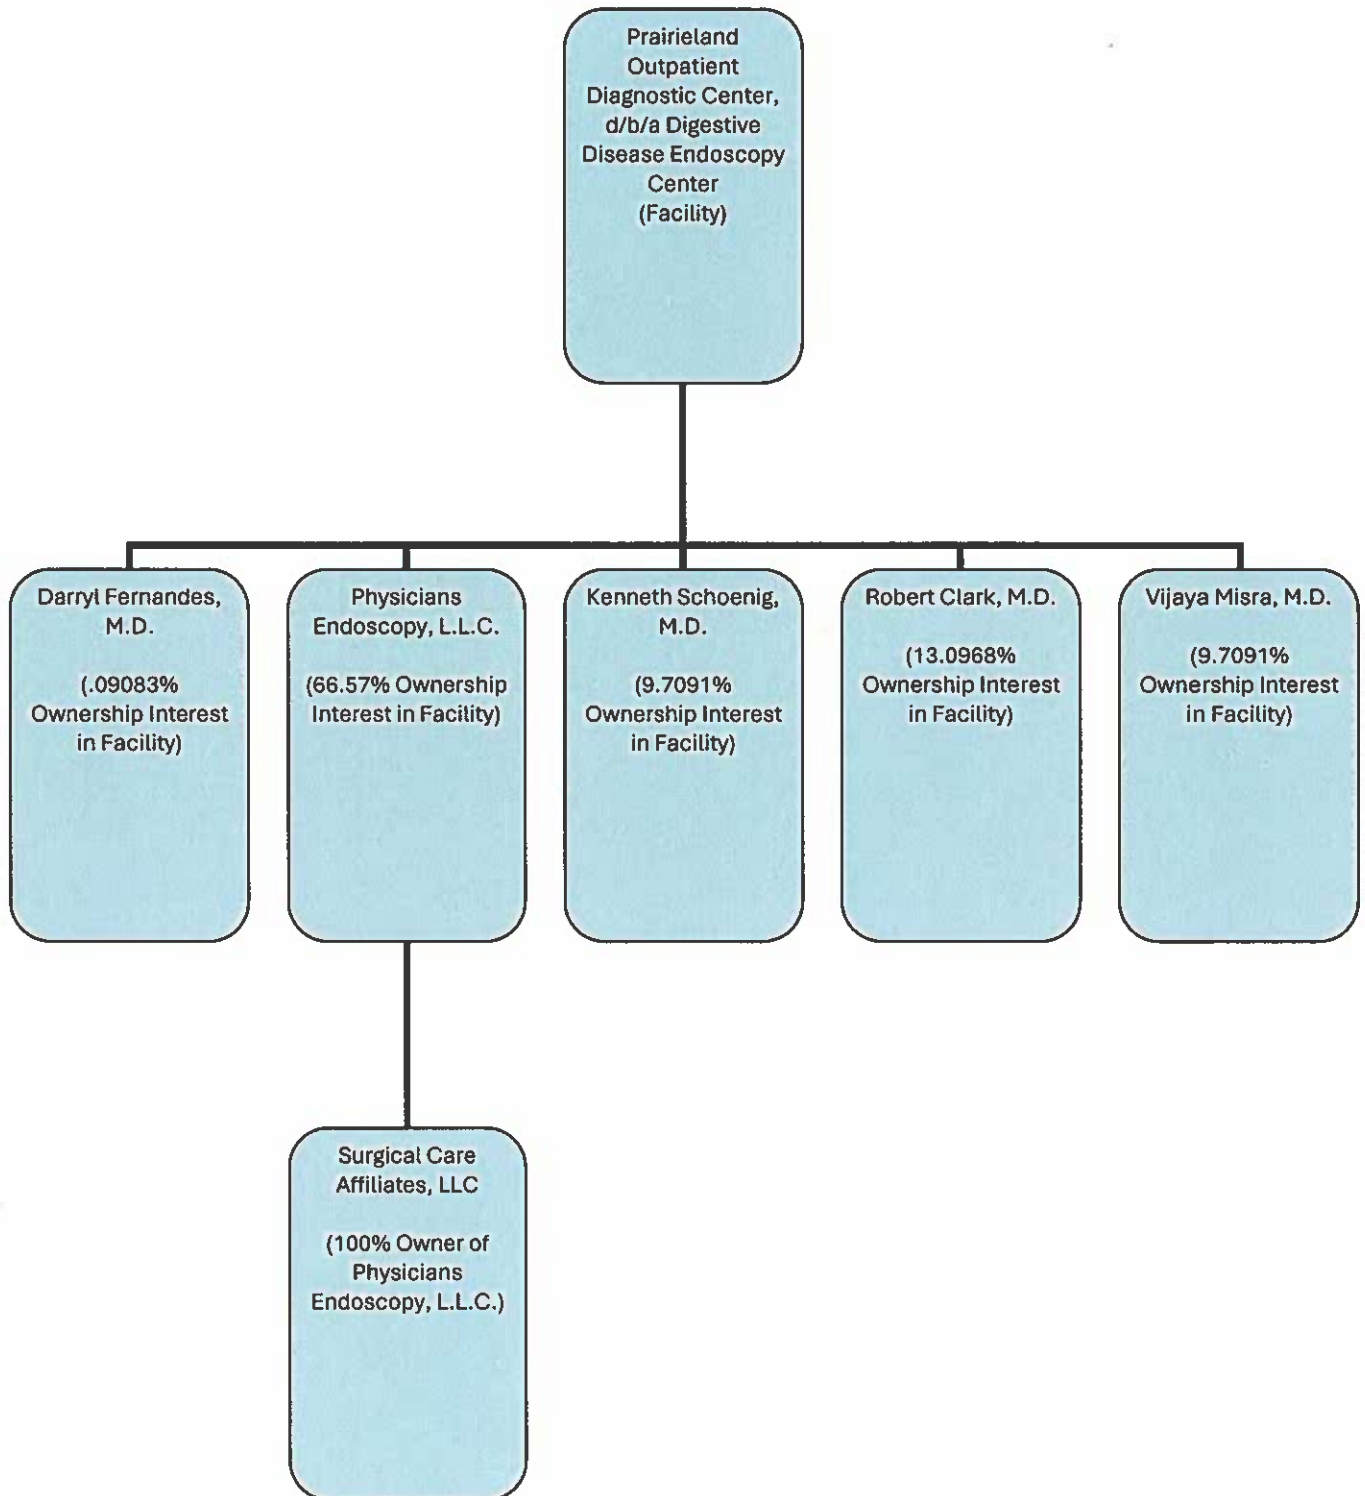 Prairieland
Outpatient
Diagnostic Center,
d/b/a Digestive
Disease Endoscopy
Center
(Facility)
Darryl Fernandes,
M.D.
(.09083%
Ownership Interest
in Facility)
Physicians
Endoscopy, L.L.C.
(66.57% Ownership
Interest in Facility)
Kenneth Schoenig,
M.D.
(9.7091%
Ownership Interest
in Facility)
Robert Clark, M.D.
(13.0968%
Ownership Interest
in Facility)
Vijaya Misra, M.D.
(9.7091%
Ownership Interest
in Facility)
Surgical Care
Affiliates, LLC
(100% Owner of
Physicians
Endoscopy, L.L.C.)